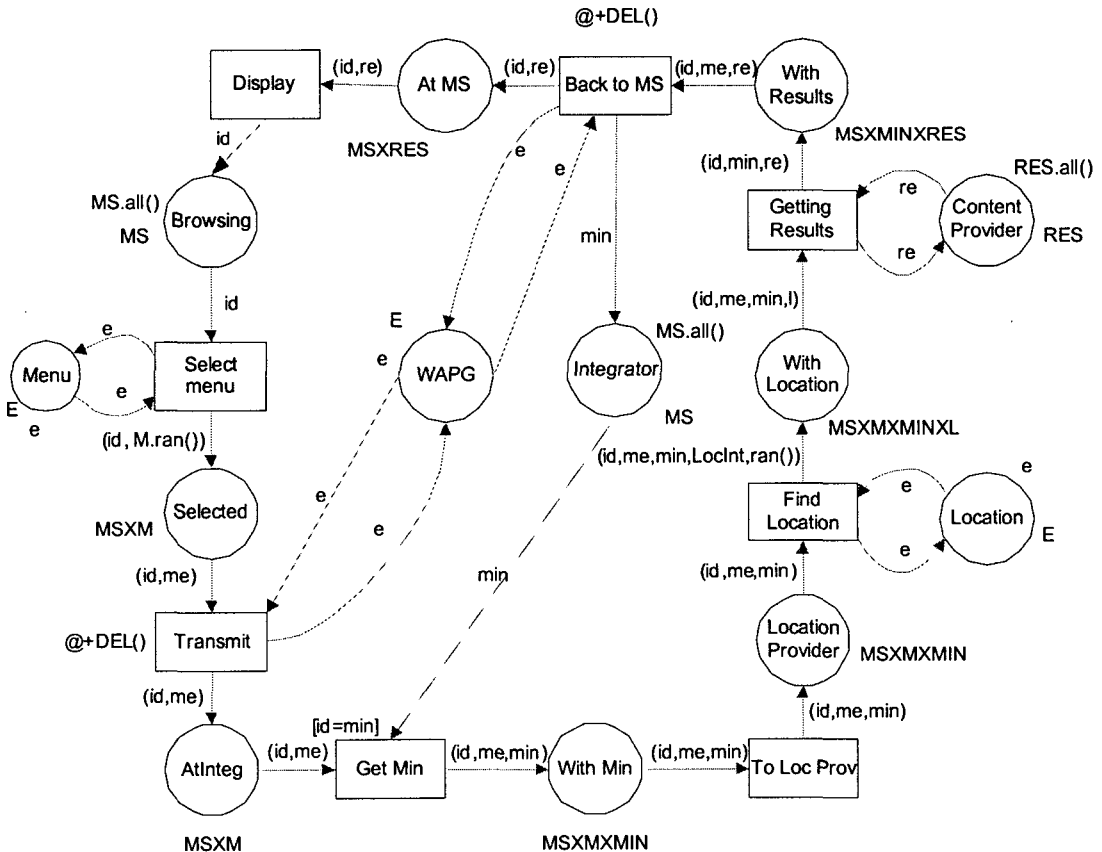 @+DEL()
Display
(id,re)
At MS
(id,re)
Back to MS
(id,me,re)
With
Results
MSXRES
MSXMINXRES
id
e
e
(id,min,re)
RES.all()
MS.all()
Browsing
MS
min
Getting
Results
re
re
Content
Provider
RES
id
(id,me,min,l)
E
e
MS.all()
e
e
Menu
Select
menu
WAPG
Integrator
With
Location
E
e
MS
MSXMXMINXL
(id, M.ran())
(id,me,min,LocInt,ran())
e
Selected
MSXM
e
e
Find
Location
e
e
Location
E
(id,me)
min
(id,me,min)
@+DEL()
Transmit
Location
Provider
MSXMXMIN
(id,me)
(id,me,min)
[id=min]
AtInteg
(id,me)
Get Min
(id,me,min)
With Min
(id,me,min)
To Loc Prov
MSXM
MSXMXMIN